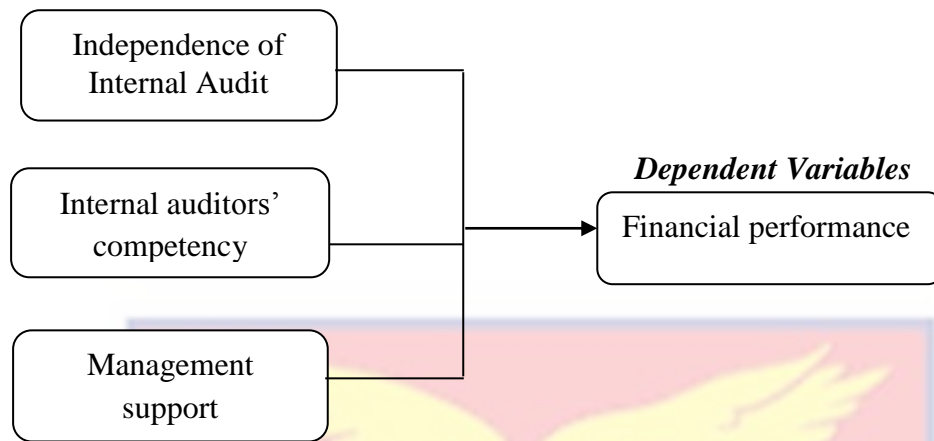 Independence of
Internal Audit
Internal auditors’
competency
Management
support
Dependent Variables
Financial performance